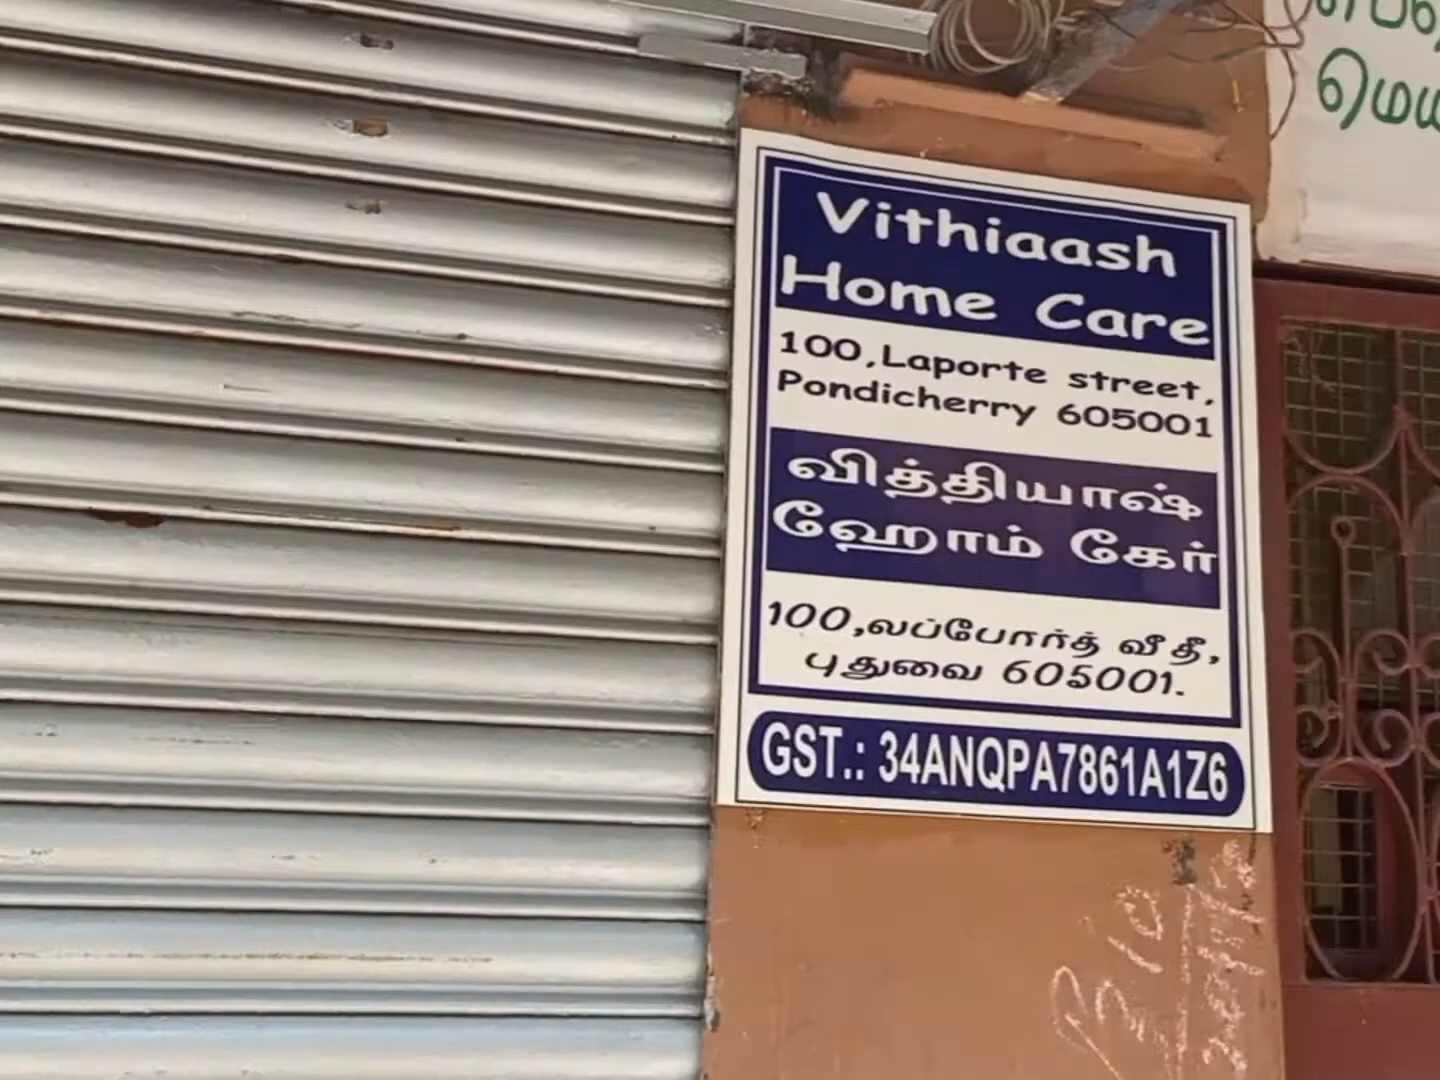 Vithiaash
Home Care
100,Laporte street,
Pondicherry 605001
வித்தியாஷ்
ஹோம் கேர்
100,லப்போர்த் வீதீ,
புதுவை 605001.
GST.: 34ANQPA7861A1Z6